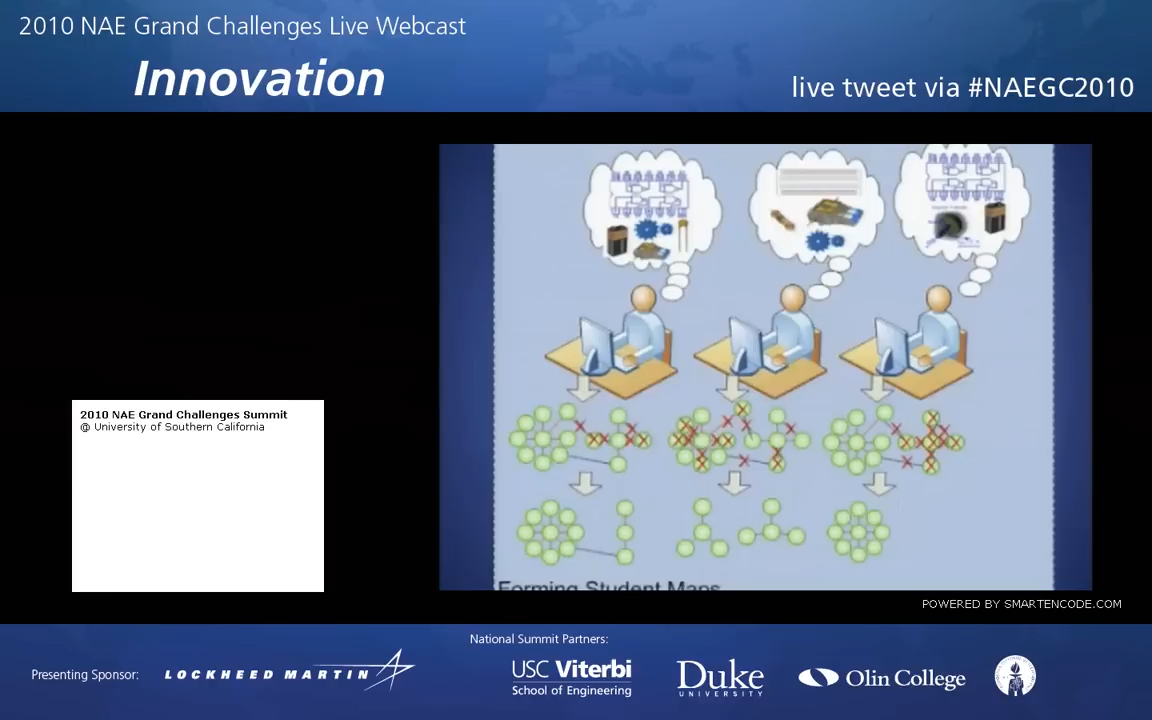 2010 NAE Grand Challenges Live Webcast
Innovation
live tweet via #NAEGC2010
2010 NAE Grand Challenges Summit
@ University of Southern California
Forming Student Maps
POWERED BY SMARTENCODE.COM
National Summit Partners:
Presenting Sponsor:
LOCKHEED MARTIN
USC Viterbi
School of Engineering
Duke
UNIVERSITY
Olin College